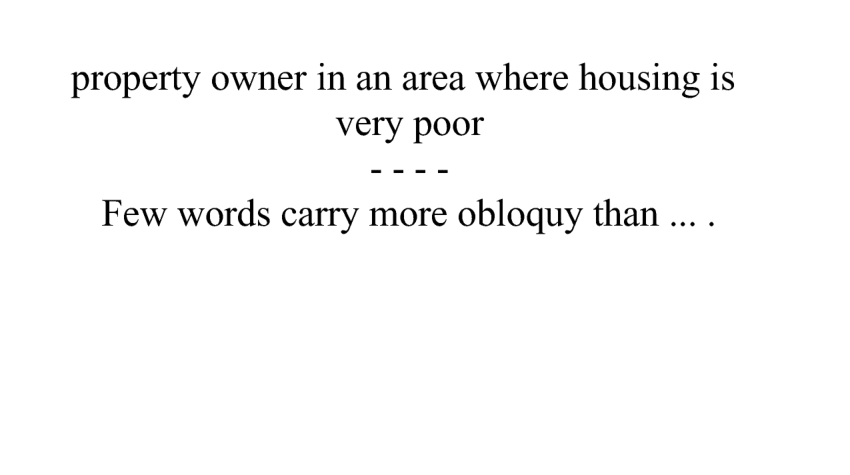 property owner in an area where housing is
very poor
- - - -
Few words carry more obloquy than ... .